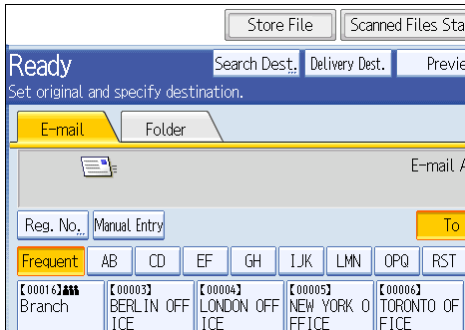 Store File Scanned Files Sta
Ready Search Dest. Delivery Dest. Previe
Set original and specify destination.
E-mail Folder
E-mail A
Reg. No. Manual Entry To
Frequent AB CD EF GH IJK LMN OPQ RST
【00016】 【00003】 【00004】 【00005】 【00006】
Branch BERLIN OFF LONDON OFF NEW YORK O TORONTO OF
ICE ICE FFICE FICE